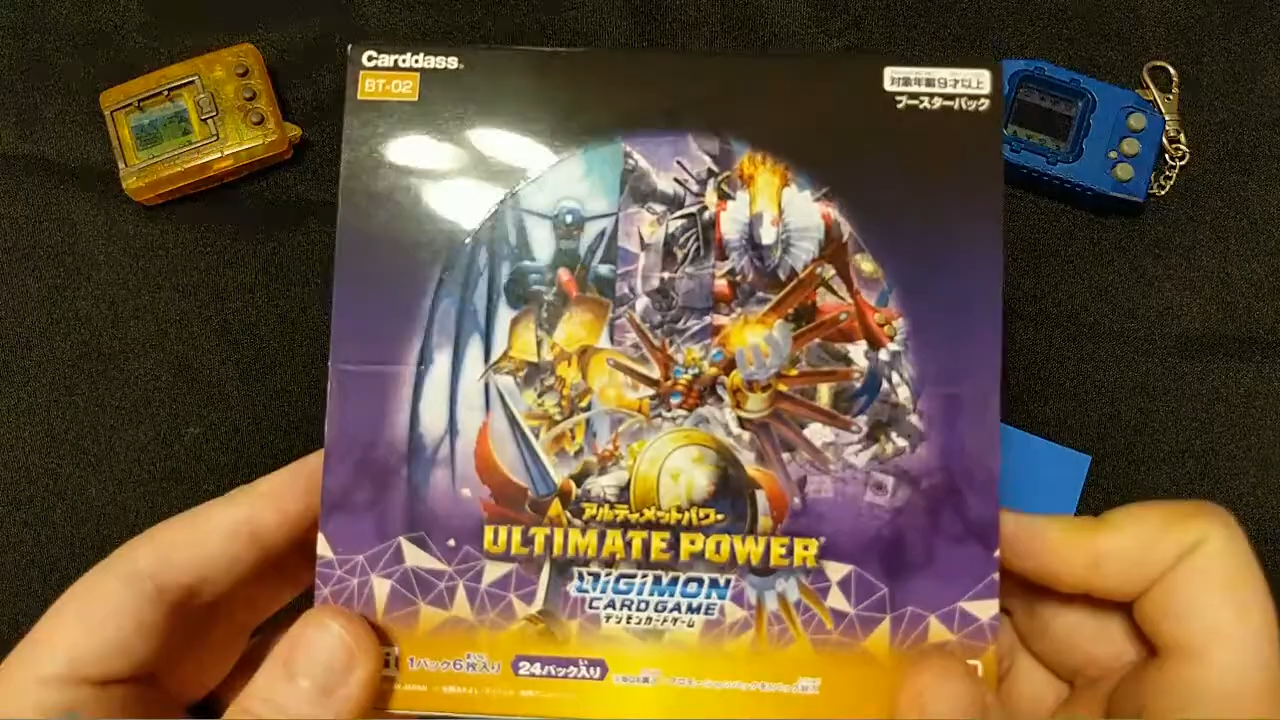 Carddass
BT-02
対象年齢9才以上
ブースターパック
アルティメットパワー
ULTIMATE POWER
DIGIMON
CARD GAME
デジモンカードゲーム
1パック6枚入り
24パック入り